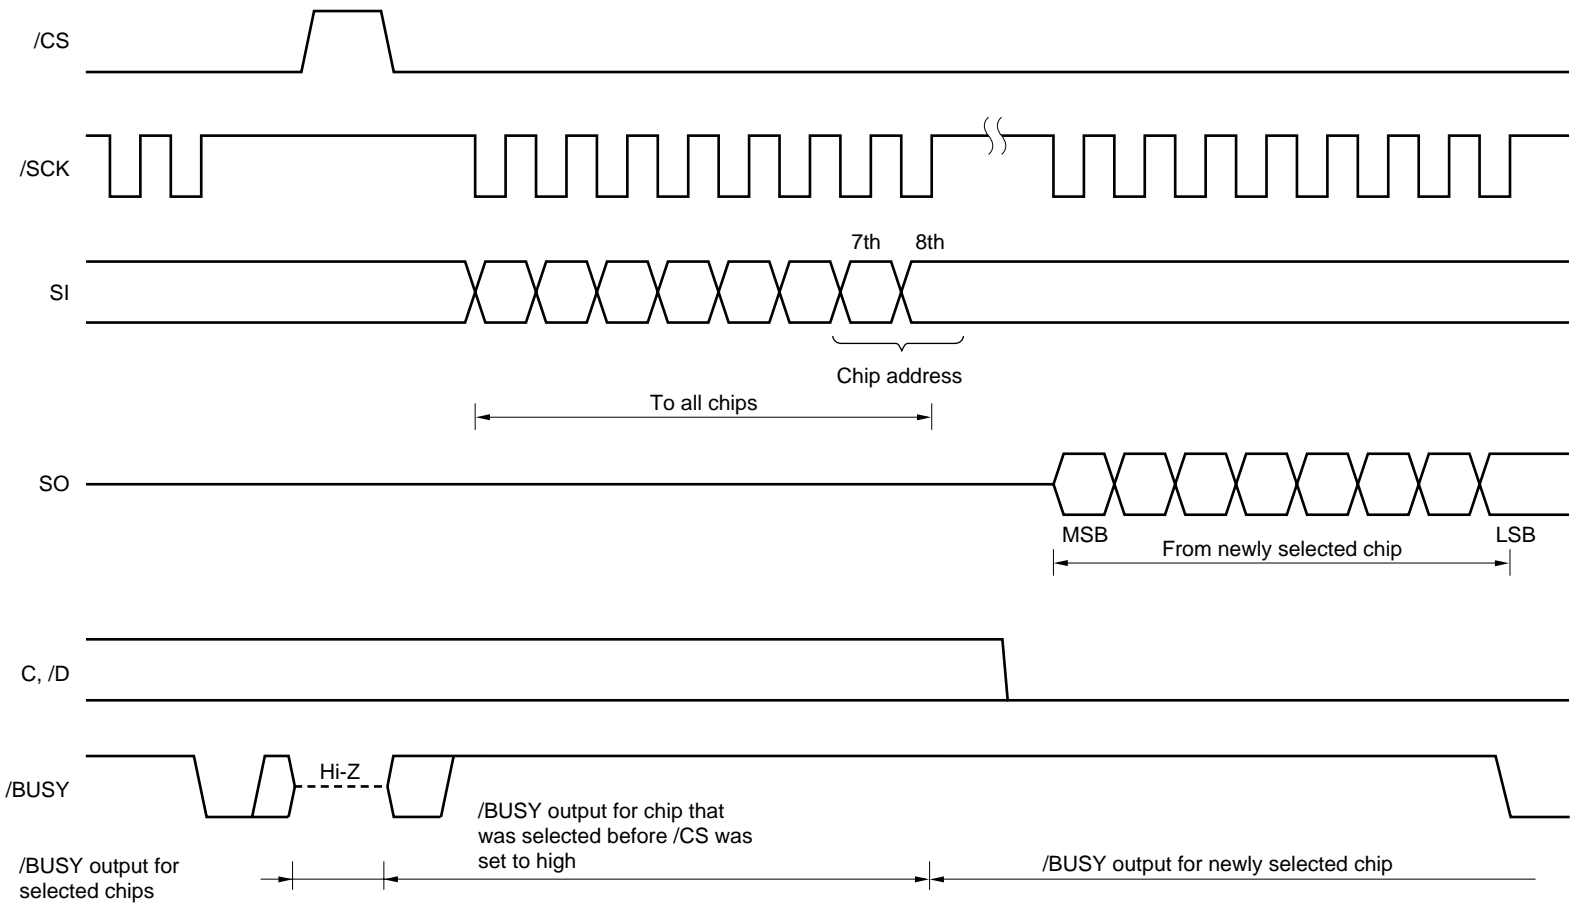 /CS
/SCK
7th 8th
SI
Chip address
To all chips
SO
MSB LSB
From newly selected chip
C, /D
Hi-Z
/BUSY
/BUSY output for chip that
was selected before /CS was
set to high
/BUSY output for
selected chips
/BUSY output for newly selected chip